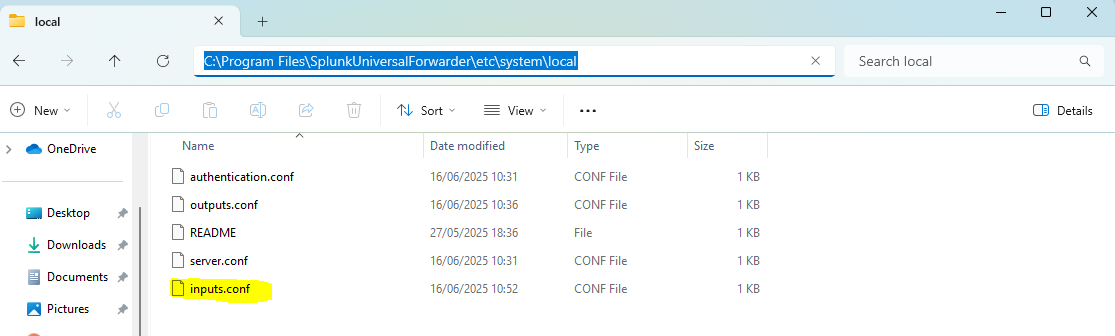 local
C:\Program Files\SplunkUniversalForwarder\etc\system\local
Search local
New
Sort
View
Details
OneDrive
Desktop
Downloads
Documents
Pictures
Name Date modified Type Size
authentication.conf 16/06/2025 10:31 CONF File 1 KB
outputs.conf 16/06/2025 10:36 CONF File 1 KB
README 27/05/2025 18:36 File 1 KB
server.conf 16/06/2025 10:31 CONF File 1 KB
inputs.conf 16/06/2025 10:52 CONF File 1 KB